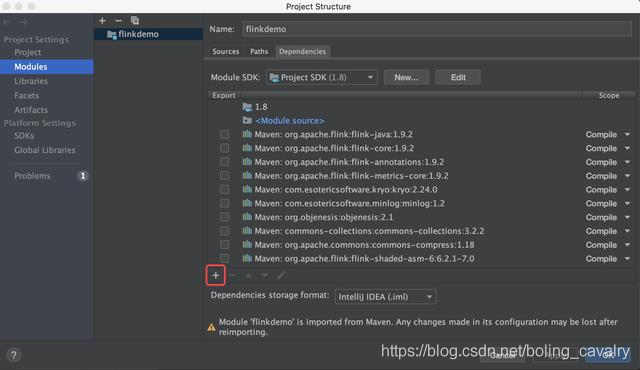 Project Structure
Project Settings
Project
Modules
Libraries
Facets
Artifacts
Platform Settings
SDKs
Global Libraries
Problems
1
flinkdemo
Name:
flinkdemo
Sources
Paths
Dependencies
Module SDK:
Project SDK (1.8)
New...
Edit
Export
Scope
1.8
<Module source>
Maven: org.apache.flink:flink-java:1.9.2 Compile
Maven: org.apache.flink:flink-core:1.9.2 Compile
Maven: org.apache.flink:flink-annotations:1.9.2 Compile
Maven: org.apache.flink:flink-metrics-core:1.9.2 Compile
Maven: com.esotericsoftware.kryo:kryo:2.24.0 Compile
Maven: com.esotericsoftware.minlog:minlog:1.2 Compile
Maven: org.objenesis:objenesis:2.1 Compile
Maven: commons-collections:commons-collections:3.2.2 Compile
Maven: org.apache.commons:commons-compress:1.18 Compile
Maven: org.apache.flink:flink-shaded-asm-6:6.2.1-7.0 Compile
Dependencies storage format:
IntelliJ IDEA (.iml)
Module 'flinkdemo' is imported from Maven. Any changes made in its configuration may be lost after
reimporting.
?
Cancel
Apply
OK
https://blog.csdn.net/boling_cavalry